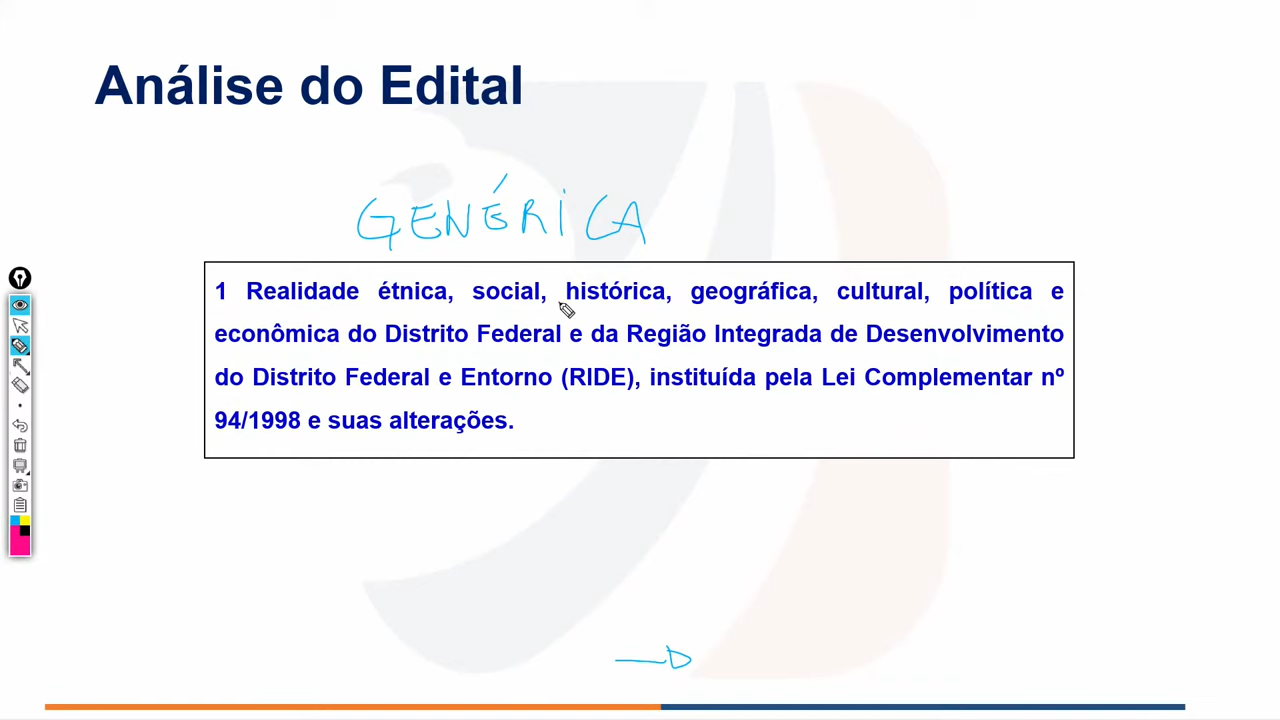 Análise do Edital
GENÉRICA
1 Realidade étnica, social, histórica, geográfica, cultural, política e
econômica do Distrito Federal e da Região Integrada de Desenvolvimento
do Distrito Federal e Entorno (RIDE), instituída pela Lei Complementar nº
94/1998 e suas alterações.